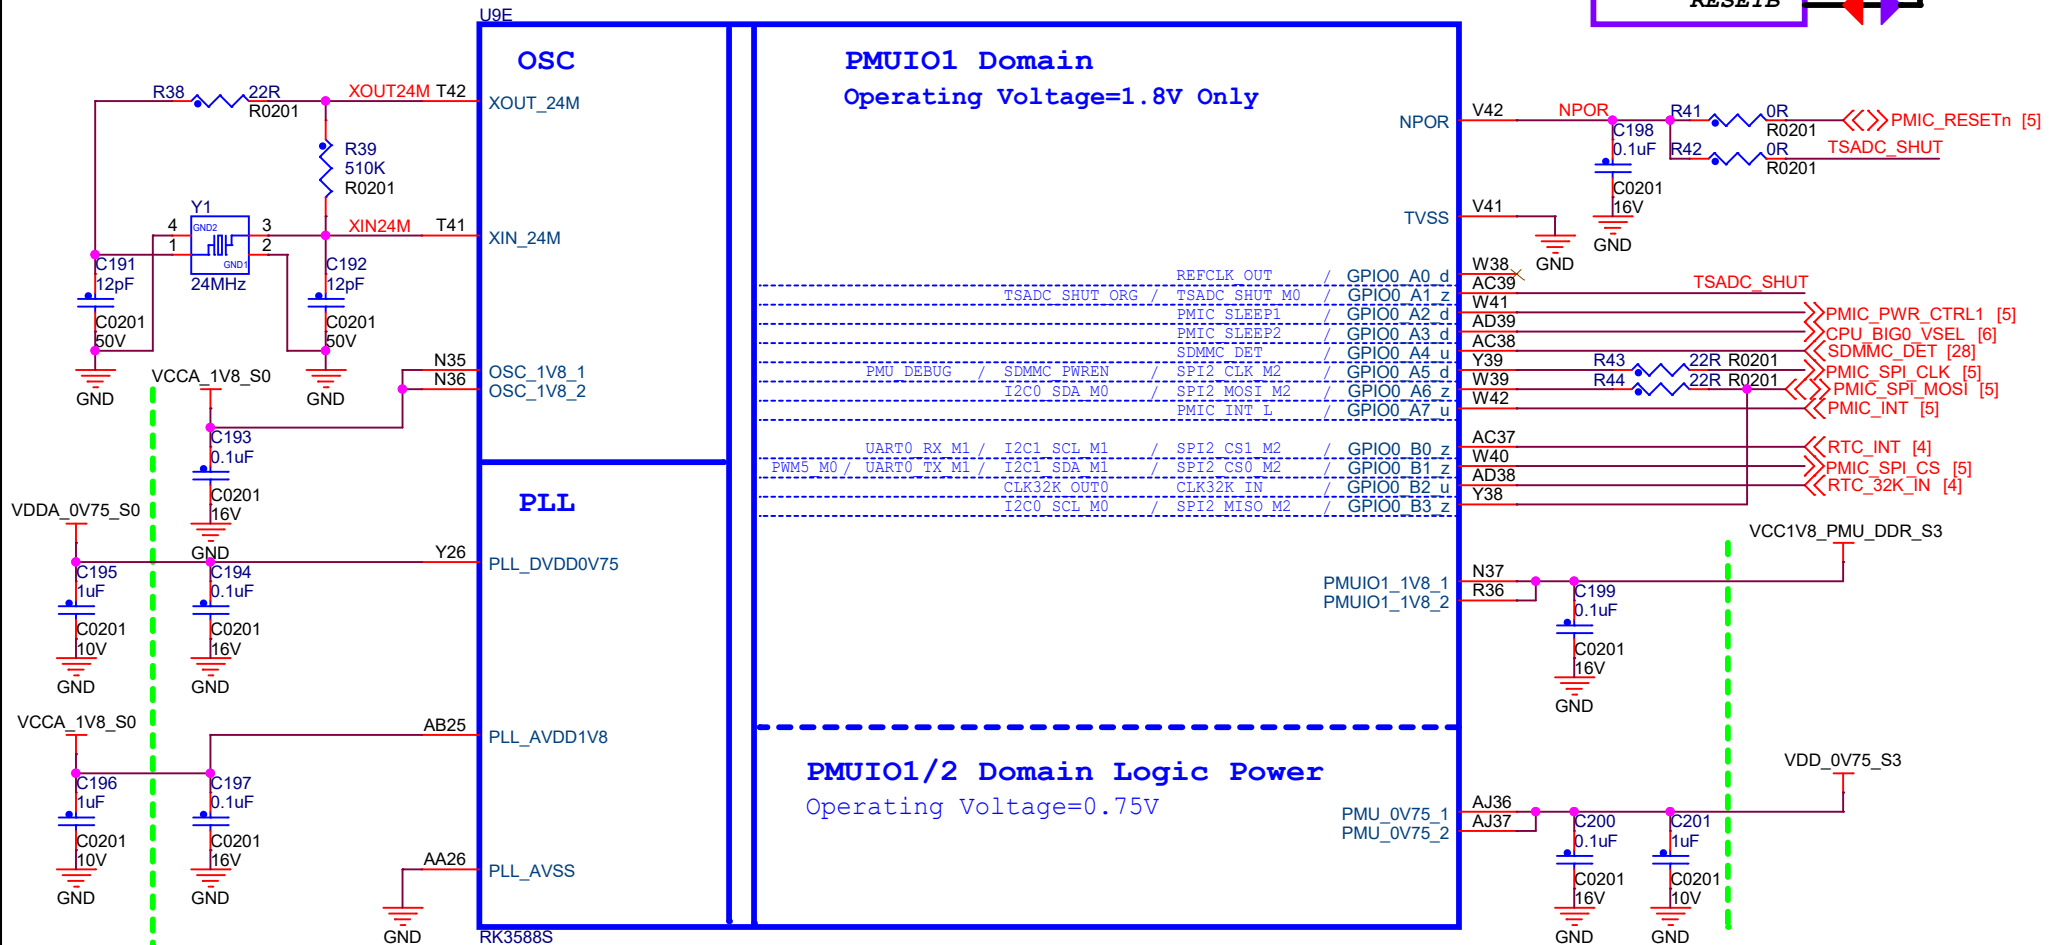 RESETB
U9E
OSC
PMUIO1 Domain
Operating Voltage=1.8V Only
R38 22R R0201
XOUT24M T42 XOUT_24M
R39
510K
R0201
Y1
4 GND2 3
1 GND1 2
24MHz
XIN24M T41 XIN_24M
C191
12pF
C0201
50V
GND
C192
12pF
C0201
50V
GND
N35 OSC_1V8_1
N36 OSC_1V8_2
VCCA_1V8_S0
C193
0.1uF
C0201
16V
GND
PLL
VDDA_0V75_S0
Y26 PLL_DVDD0V75
C195
1uF
C0201
10V
GND
C194
0.1uF
C0201
16V
GND
VCCA_1V8_S0
AB25 PLL_AVDD1V8
C196
1uF
C0201
10V
GND
C197
0.1uF
C0201
16V
GND
AA26 PLL_AVSS
GND
RK3588S
NPOR V42 NPOR
C198
0.1uF
C0201
16V
GND
R41 0R R0201 PMIC_RESETn [5]
R42 0R R0201 TSADC_SHUT
TVSS V41
GND
REFCLK_OUT / GPIO0_A0_d W38
TSADC_SHUT_ORG / TSADC_SHUT_M0 / GPIO0_A1_z AC39 TSADC_SHUT
PMIC_SLEEP1 / GPIO0_A2_d W41 PMIC_PWR_CTRL1 [5]
PMIC_SLEEP2 / GPIO0_A3_d AD39 CPU_BIG0_VSEL [6]
SDMMC_DET / GPIO0_A4_u AC38 SDMMC_DET [28]
PMU_DEBUG / SDMMC_PWREN / SPI2_CLK_M2 / GPIO0_A5_d Y39 R43 22R R0201 PMIC_SPI_CLK [5]
I2C0_SDA_M0 / SPI2_MOSI_M2 / GPIO0_A6_z W39 R44 22R R0201 PMIC_SPI_MOSI [5]
PMIC_INT_L / GPIO0_A7_u W42 PMIC_INT [5]
UART0_RX_M1 / I2C1_SCL_M1 / SPI2_CS1_M2 / GPIO0_B0_z AC37 RTC_INT [4]
PWM5_M0 / UART0_TX_M1 / I2C1_SDA_M1 / SPI2_CS0_M2 / GPIO0_B1_z W40 PMIC_SPI_CS [5]
CLK32K_OUT0 CLK32K_IN / GPIO0_B2_u AD38 RTC_32K_IN [4]
I2C0_SCL_M0 / SPI2_MISO_M2 / GPIO0_B3_z Y38
VCC1V8_PMU_DDR_S3
PMUIO1_1V8_1 N37
PMUIO1_1V8_2 R36
C199
0.1uF
C0201
16V
GND
PMUIO1/2 Domain Logic Power
Operating Voltage=0.75V
VDD_0V75_S3
PMU_0V75_1 AJ36
PMU_0V75_2 AJ37
C200
0.1uF
C0201
16V
GND
C201
1uF
C0201
10V
GND